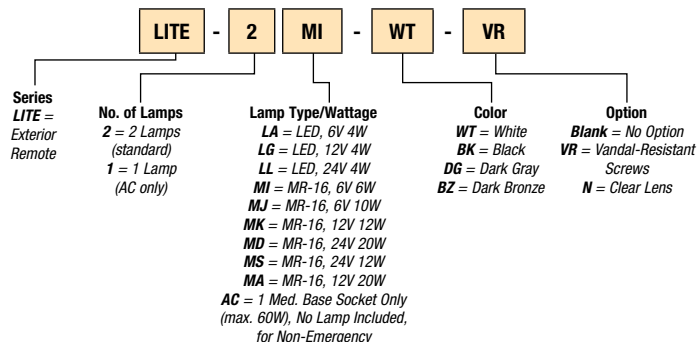 LITE - 2 MI - WT - VR
Series
LITE =
Exterior
Remote
No. of Lamps
2 = 2 Lamps
(standard)
1 = 1 Lamp
(AC only)
Lamp Type/Wattage
LA = LED, 6V 4W
LG = LED, 12V 4W
LL = LED, 24V 4W
MI = MR-16, 6V 6W
MJ = MR-16, 6V 10W
MK = MR-16, 12V 12W
MD = MR-16, 24V 20W
MS = MR-16, 24V 12W
MA = MR-16, 12V 20W
AC = 1 Med. Base Socket Only
(max. 60W), No Lamp Included,
for Non-Emergency
Color
WT = White
BK = Black
DG = Dark Gray
BZ = Dark Bronze
Option
Blank = No Option
VR = Vandal-Resistant
Screws
N = Clear Lens